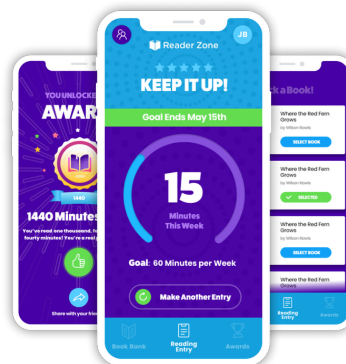 JB
Reader Zone
KEEP IT UP!
Goal Ends May 15th
15
Minutes
This Week
Goal: 60 Minutes per Week
Make Another Entry
Book Bank
Reading
Entry
Awards
YOU UNLOCKE
AWAR
1440
1440 Minute
You've read one thousand, f
fourty minutes! You're a real
Share with your frie
ck a Book!
Where the Red Fern
Grows
by Wilson Rawls
SELECT BOOK
Where the Red Fern
Grows
by Wilson Rawls
SELECTED
Where the Red Fern
Grows
by Wilson Rawls
SELECT BOOK
Where the Red Fern
Grows
Reading
Entry
Awards